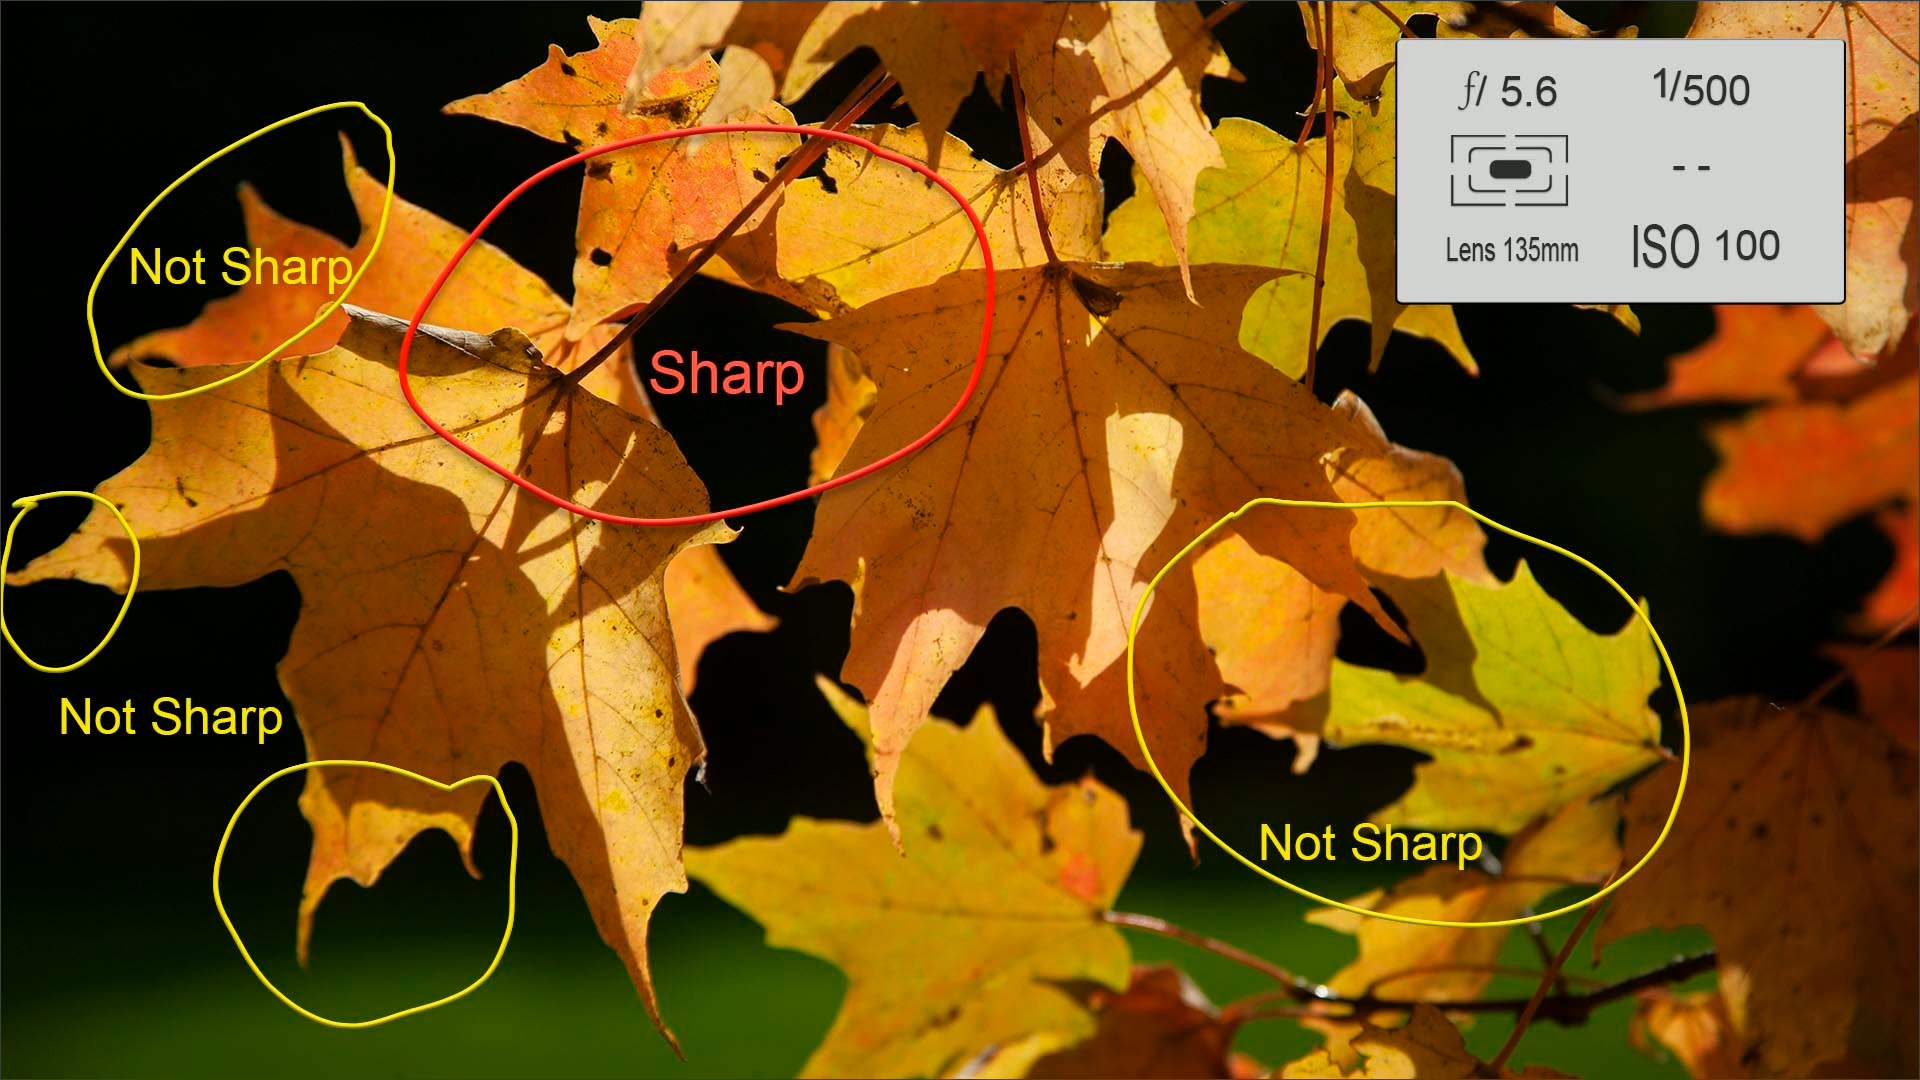 f/ 5.6
1/500
- -
Lens 135mm
ISO 100
Not Sharp
Sharp
Not Sharp
Not Sharp